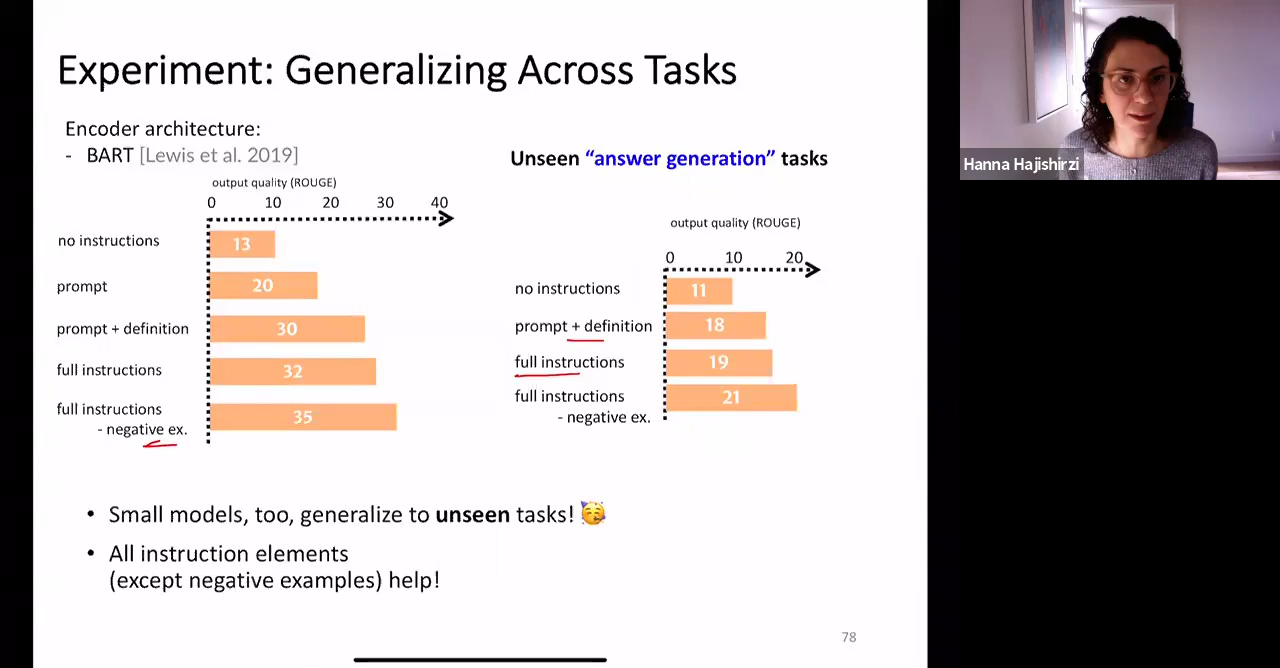 Experiment: Generalizing Across Tasks
Encoder architecture:
- BART [Lewis et al. 2019]
output quality (ROUGE)
0 10 20 30 40
no instructions 13
prompt 20
prompt + definition 30
full instructions 32
full instructions
- negative ex. 35
Unseen “answer generation” tasks
output quality (ROUGE)
0 10 20
no instructions 11
prompt + definition 18
full instructions 19
full instructions 21
- negative ex.
• Small models, too, generalize to unseen tasks! 🥳
• All instruction elements
(except negative examples) help!
78
Hanna Hajishirzi